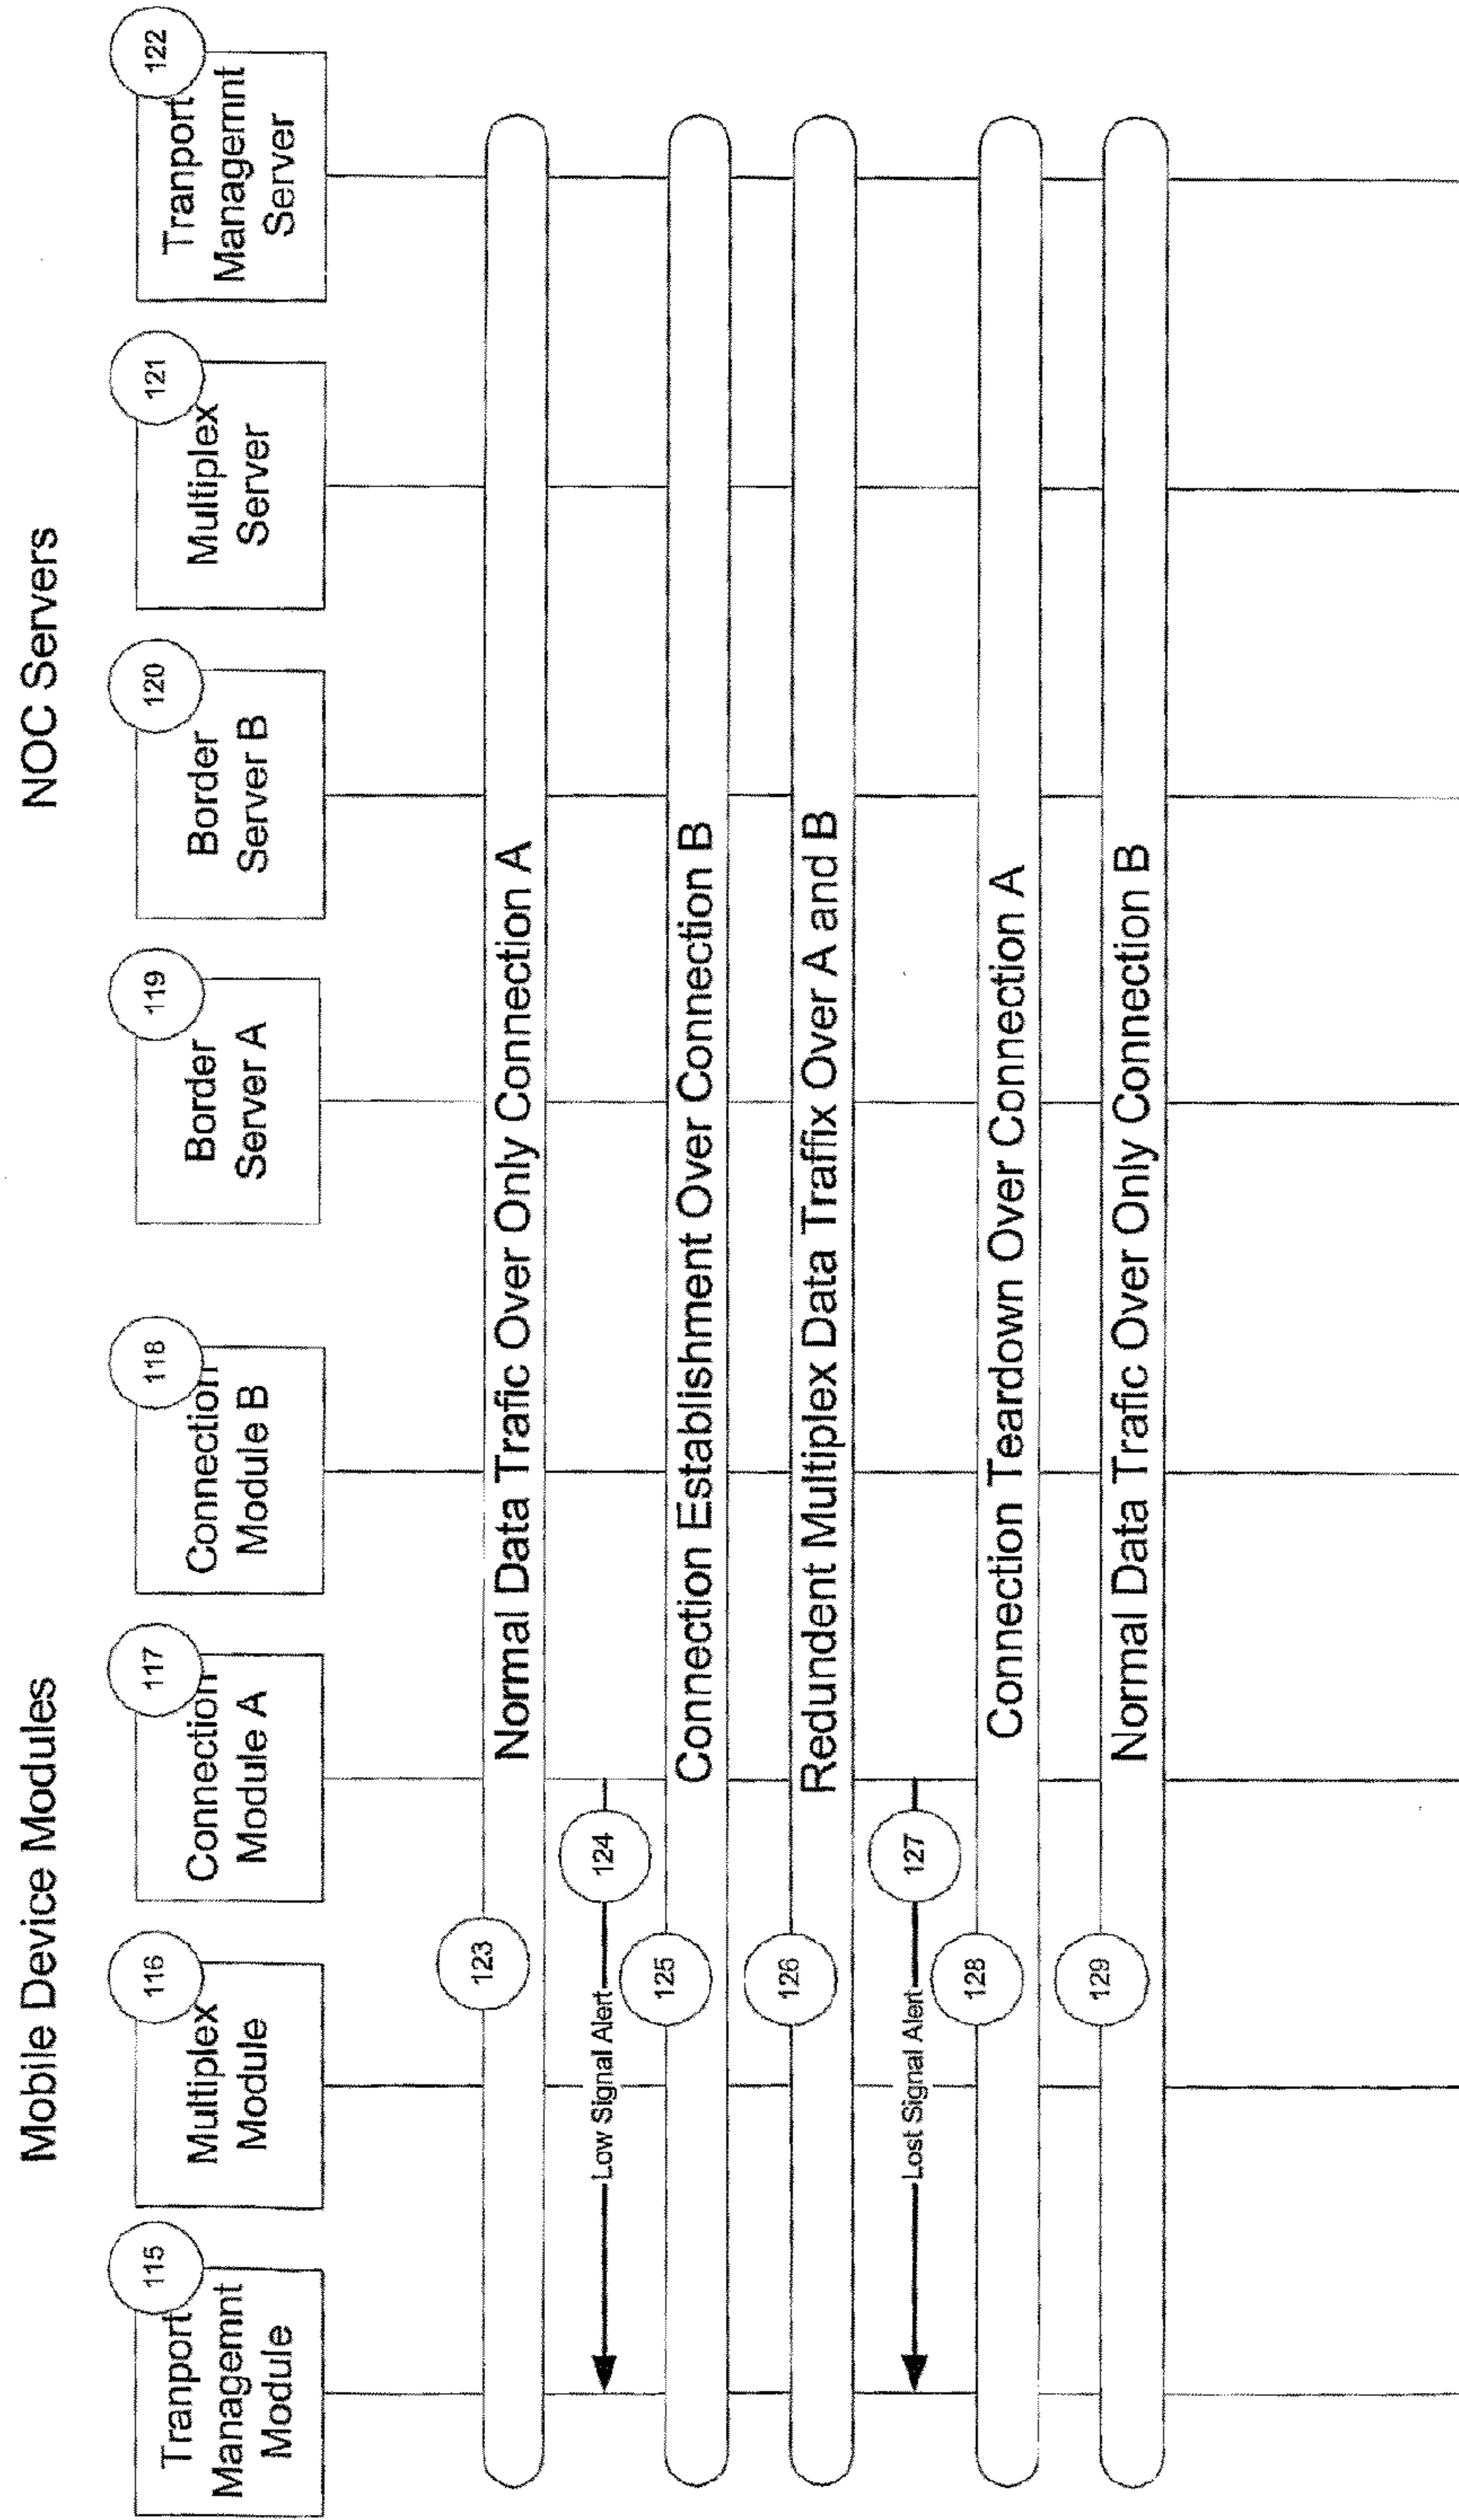 Mobile Device Modules
NOC Servers
115
Tranport
Managemnt
Module
116
Multiplex
Module
117
Connection
Module A
118
Connection
Module B
119
Border
Server A
120
Border
Server B
121
Multiplex
Server
122
Tranport
Managemnt
Server
123
Normal Data Trafic Over Only Connection A
124
Low Signal Alert
125
Connection Establishment Over Connection B
126
Redundent Multiplex Data Traffix Over A and B
127
Lost Signal Alert
128
Connection Teardown Over Connection A
129
Normal Data Trafic Over Only Connection B